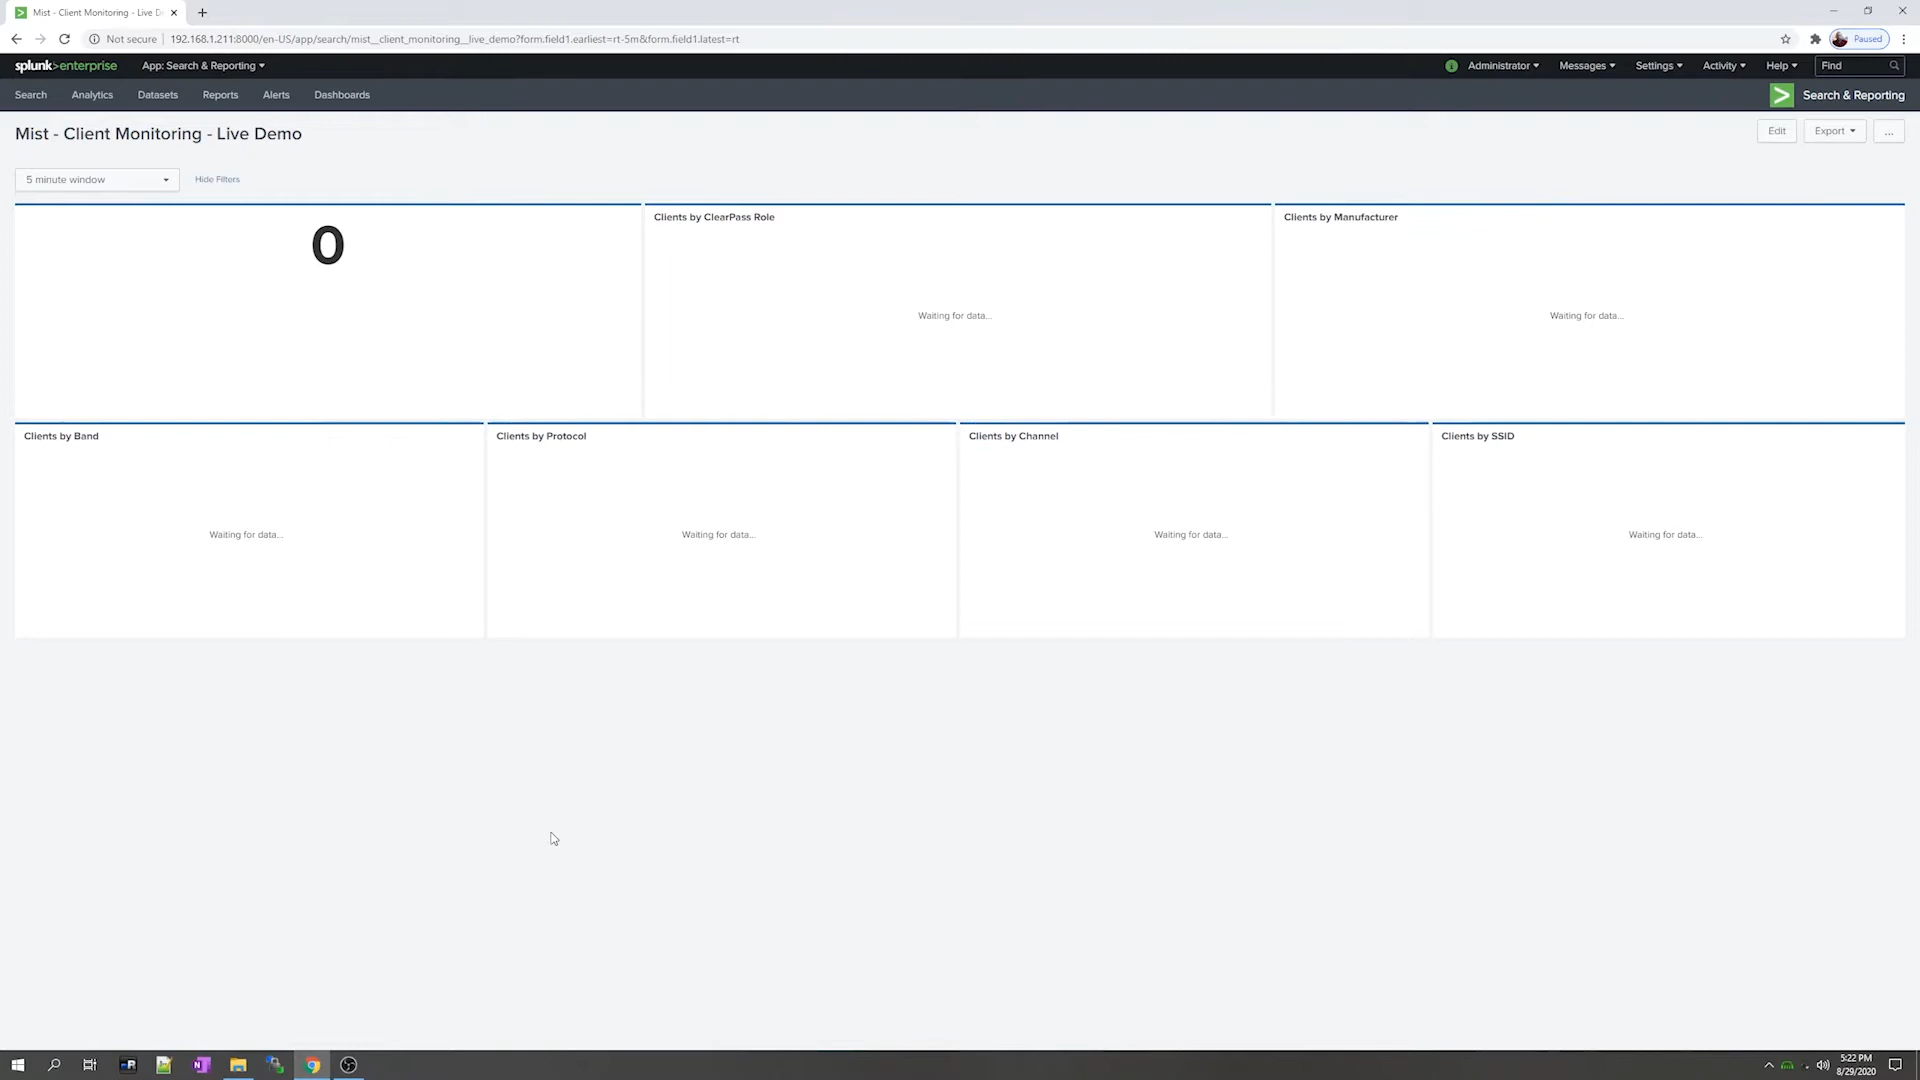 Mist - Client Monitoring - Live D
Not secure
192.168.1.211:8000/en-US/app/search/mist__client_monitoring__live_demo?form.field1.earliest=rt-5m&form.field1.latest=rt
Paused
splunk>enterprise
App: Search & Reporting
Administrator
Messages
Settings
Activity
Help
Find
Search
Analytics
Datasets
Reports
Alerts
Dashboards
Search & Reporting
Mist - Client Monitoring - Live Demo
Edit
Export
...
5 minute window
Hide Filters
0
Clients by ClearPass Role
Waiting for data...
Clients by Manufacturer
Waiting for data...
Clients by Band
Waiting for data...
Clients by Protocol
Waiting for data...
Clients by Channel
Waiting for data...
Clients by SSID
Waiting for data...
5:22 PM
8/29/2020